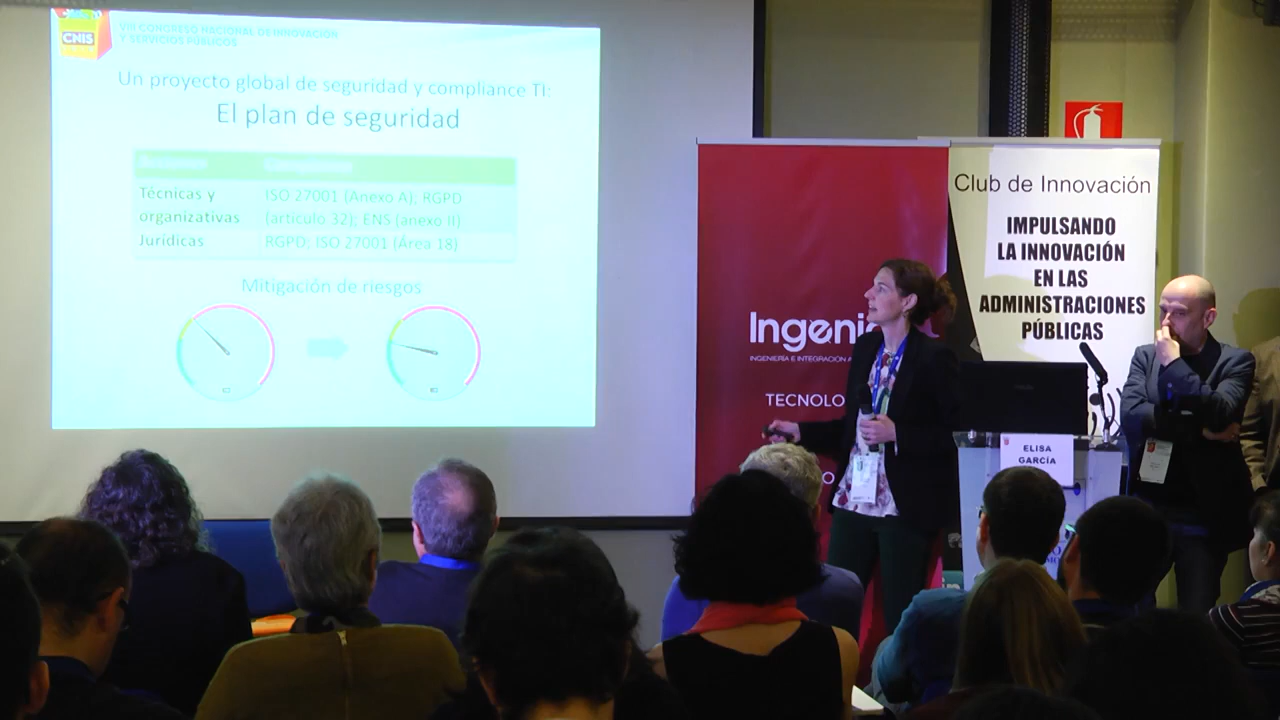 CNIS
VIII CONGRESO NACIONAL DE INNOVACIÓN
Y SERVICIOS PÚBLICOS
Un proyecto global de seguridad y compliance TI:
El plan de seguridad
Técnicas y
organizativas
ISO 27001 (Anexo A); RGPD
(artículo 32); ENS (anexo II)
Jurídicas
RGPD; ISO 27001 (Área 18)
Mitigación de riesgos
Ingeni
INGENIERÍA E INTEGRACIÓN
TECNOLO
Club de Innovación
IMPULSANDO
LA INNOVACIÓN
EN LAS
ADMINISTRACIONES
PÚBLICAS
ELISA
GARCÍA